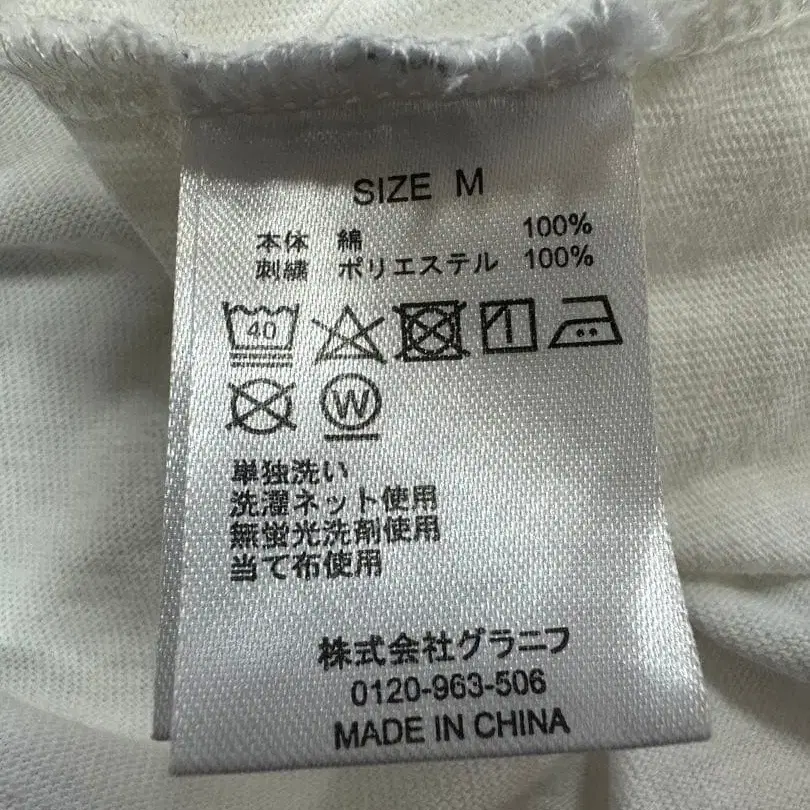 SIZE M
本体 綿 100%
刺繍 ポリエステル 100%
40
W
単独洗い
洗濯ネット使用
無蛍光洗剤使用
当て布使用
株式会社グラニフ
0120-963-506
MADE IN CHINA